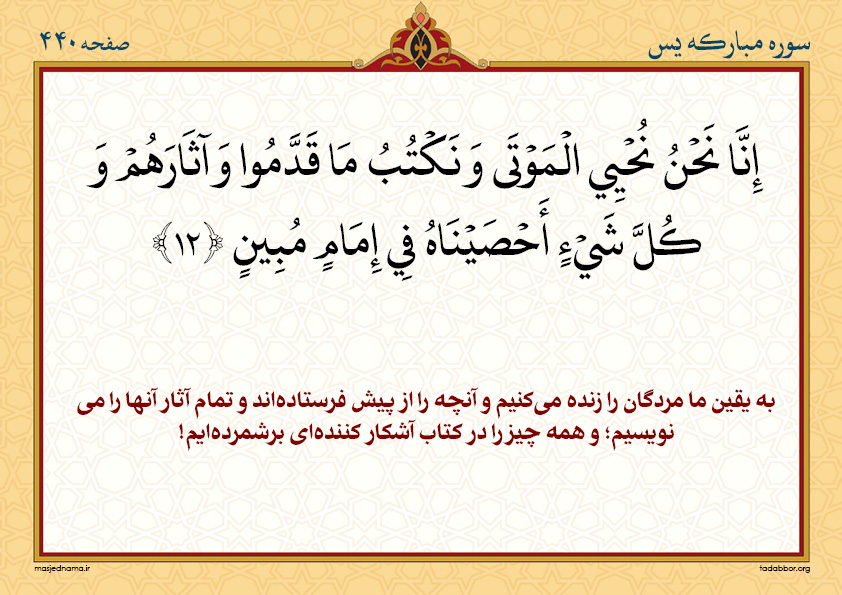 سوره مبارکه یس
صفحه ۴۴۰
إِنَّا نَحْنُ نُحْيِي الْمَوْتَى وَ نَكْتُبُ مَا قَدَّمُوا وَ آثَارَهُمْ وَ
كُلَّ شَيْءٍ أَحْصَيْنَاهُ فِي إِمَامٍ مُبِينٍ ﴿۱۲﴾
به یقین ما مردگان را زنده می‌کنیم و آنچه را از پیش فرستاده‌اند و تمام آثار آنها را می
نویسیم؛ و همه چیز را در کتاب آشکار کننده‌ای برشمرده‌ایم!
masjednama.ir
tadabbor.org